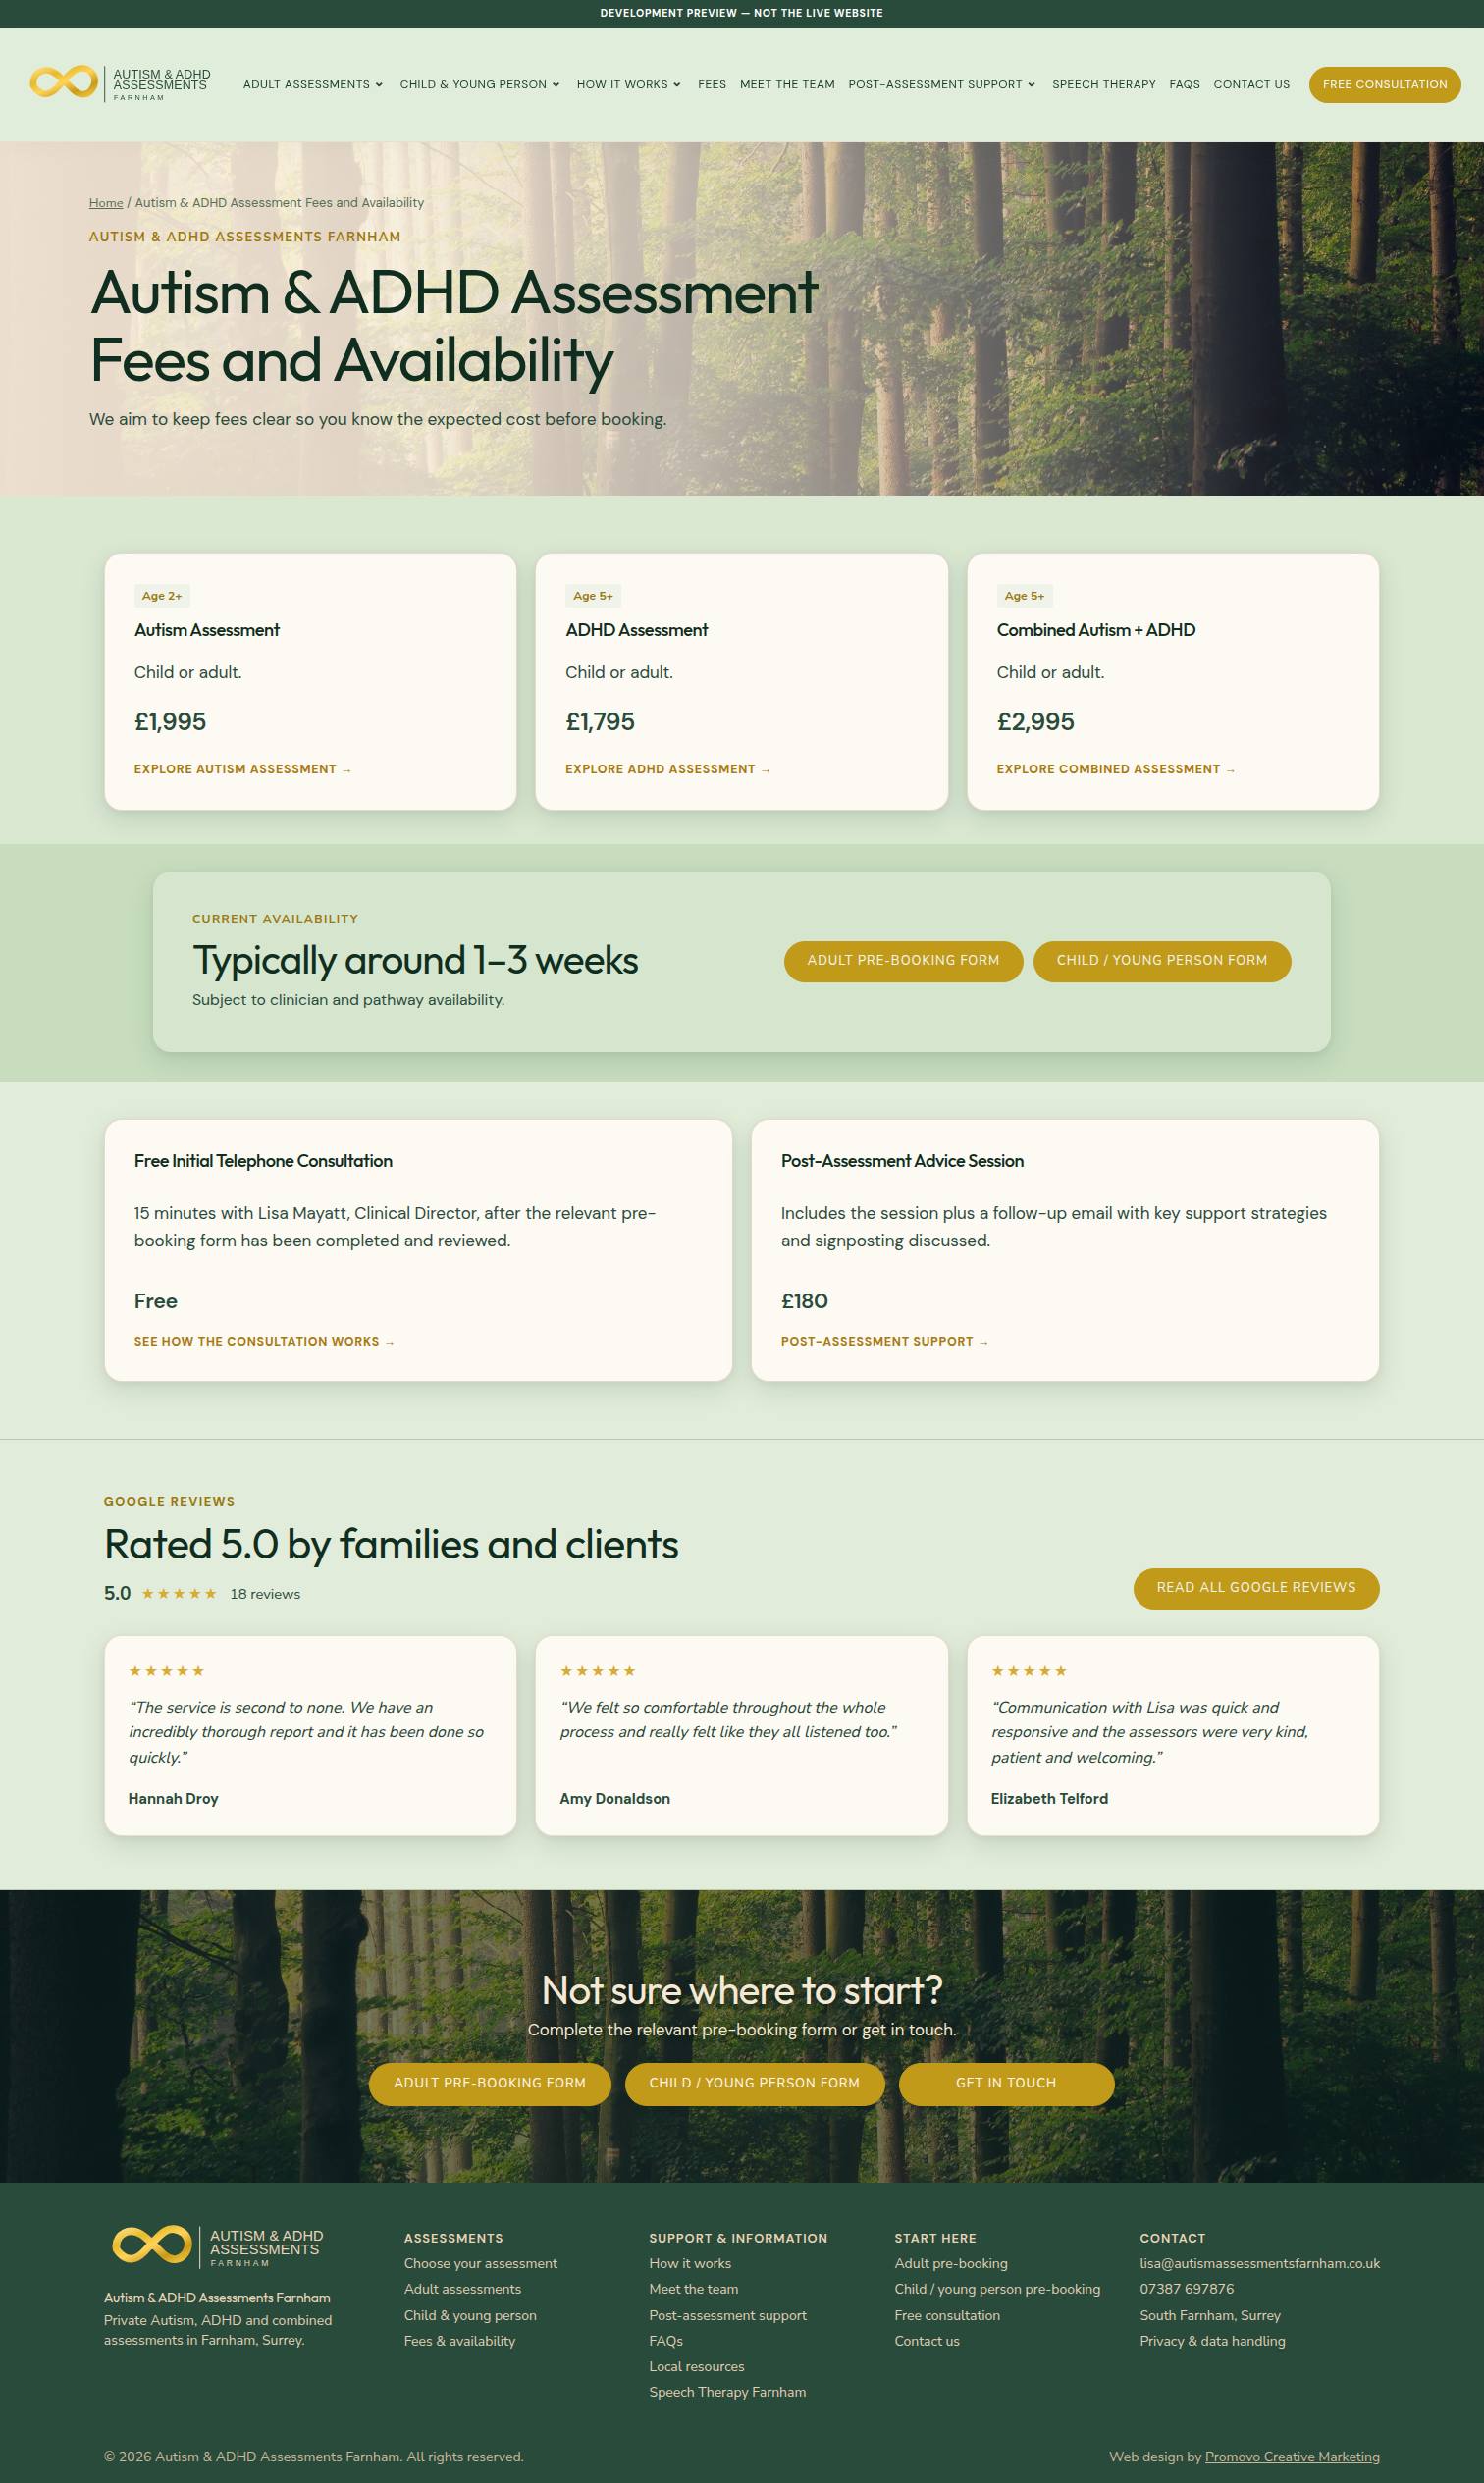 DEVELOPMENT PREVIEW — NOT THE LIVE WEBSITE
AUTISM & ADHD
ASSESSMENTS
FARNHAM
ADULT ASSESSMENTS
CHILD & YOUNG PERSON
HOW IT WORKS
FEES
MEET THE TEAM
POST-ASSESSMENT SUPPORT
SPEECH THERAPY
FAQS
CONTACT US
FREE CONSULTATION
Home / Autism & ADHD Assessment Fees and Availability
AUTISM & ADHD ASSESSMENTS FARNHAM
Autism & ADHD Assessment
Fees and Availability
We aim to keep fees clear so you know the expected cost before booking.
Age 2+
Autism Assessment
Child or adult.
£1,995
EXPLORE AUTISM ASSESSMENT →
Age 5+
ADHD Assessment
Child or adult.
£1,795
EXPLORE ADHD ASSESSMENT →
Age 5+
Combined Autism + ADHD
Child or adult.
£2,995
EXPLORE COMBINED ASSESSMENT →
CURRENT AVAILABILITY
Typically around 1–3 weeks
Subject to clinician and pathway availability.
ADULT PRE-BOOKING FORM
CHILD / YOUNG PERSON FORM
Free Initial Telephone Consultation
15 minutes with Lisa Mayatt, Clinical Director, after the relevant pre-
booking form has been completed and reviewed.
Free
SEE HOW THE CONSULTATION WORKS →
Post-Assessment Advice Session
Includes the session plus a follow-up email with key support strategies
and signposting discussed.
£180
POST-ASSESSMENT SUPPORT →
GOOGLE REVIEWS
Rated 5.0 by families and clients
5.0 ★★★★★ 18 reviews
READ ALL GOOGLE REVIEWS
★★★★★
“The service is second to none. We have an
incredibly thorough report and it has been done so
quickly.”
Hannah Droy
★★★★★
“We felt so comfortable throughout the whole
process and really felt like they all listened too.”
Amy Donaldson
★★★★★
“Communication with Lisa was quick and
responsive and the assessors were very kind,
patient and welcoming.”
Elizabeth Telford
Not sure where to start?
Complete the relevant pre-booking form or get in touch.
ADULT PRE-BOOKING FORM
CHILD / YOUNG PERSON FORM
GET IN TOUCH
AUTISM & ADHD
ASSESSMENTS
FARNHAM
Autism & ADHD Assessments Farnham
Private Autism, ADHD and combined
assessments in Farnham, Surrey.
ASSESSMENTS
Choose your assessment
Adult assessments
Child & young person
Fees & availability
SUPPORT & INFORMATION
How it works
Meet the team
Post-assessment support
FAQs
Local resources
Speech Therapy Farnham
START HERE
Adult pre-booking
Child / young person pre-booking
Free consultation
Contact us
CONTACT
lisa@autismassessmentsfarnham.co.uk
07387 697876
South Farnham, Surrey
Privacy & data handling
© 2026 Autism & ADHD Assessments Farnham. All rights reserved.
Web design by Promovo Creative Marketing